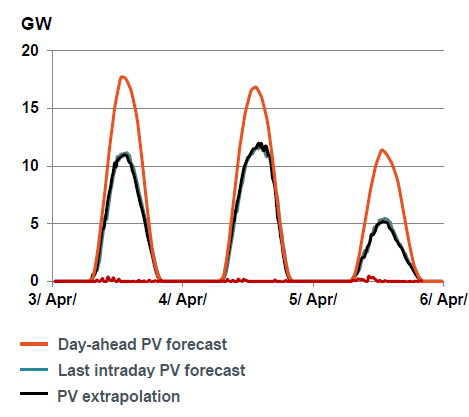 GW
20
15
10
5
0
3/ Apr/ 4/ Apr/ 5/ Apr/ 6/ Apr/
Day-ahead PV forecast
Last intraday PV forecast
PV extrapolation